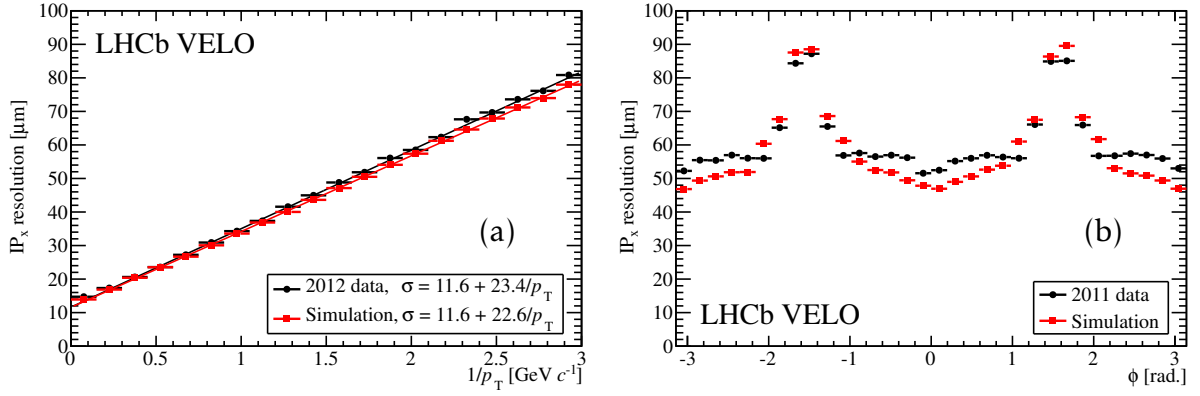 LHCb VELO
IPₓ resolution [μm]
100
90
80
70
60
50
40
30
20
10
0
(a)
2012 data, σ = 11.6 + 23.4/p_T
Simulation, σ = 11.6 + 22.6/p_T
0 0.5 1 1.5 2 2.5 3
1/p_T [GeV c⁻¹]
IPₓ resolution [μm]
100
90
80
70
60
50
40
30
20
10
0
(b)
LHCb VELO
2011 data
Simulation
-3 -2 -1 0 1 2 3
ϕ [rad.]